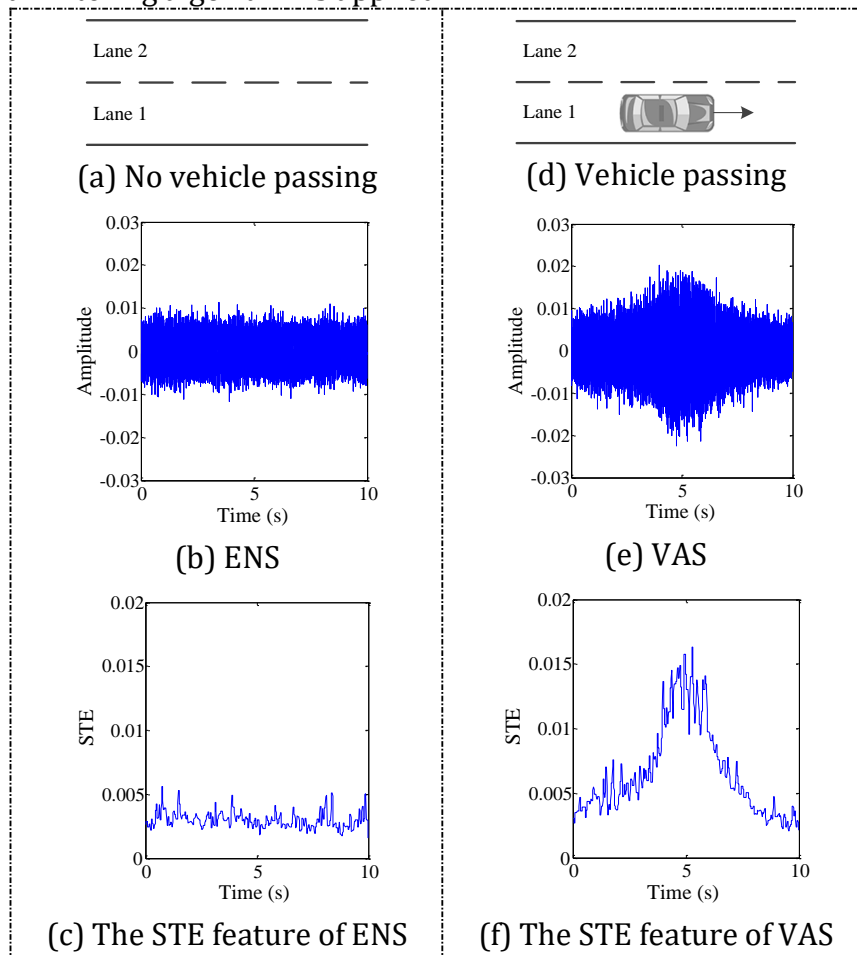 Lane 2
Lane 1
(a) No vehicle passing
0.03
0.02
0.01
0
-0.01
-0.02
-0.03
Amplitude
0 5 10
Time (s)
(b) ENS
0.02
0.015
0.01
0.005
0
STE
0 5 10
Time (s)
(c) The STE feature of ENS
Lane 2
Lane 1
(d) Vehicle passing
0.03
0.02
0.01
0
-0.01
-0.02
-0.03
Amplitude
0 5 10
Time (s)
(e) VAS
0.02
0.015
0.01
0.005
0
STE
0 5 10
Time (s)
(f) The STE feature of VAS